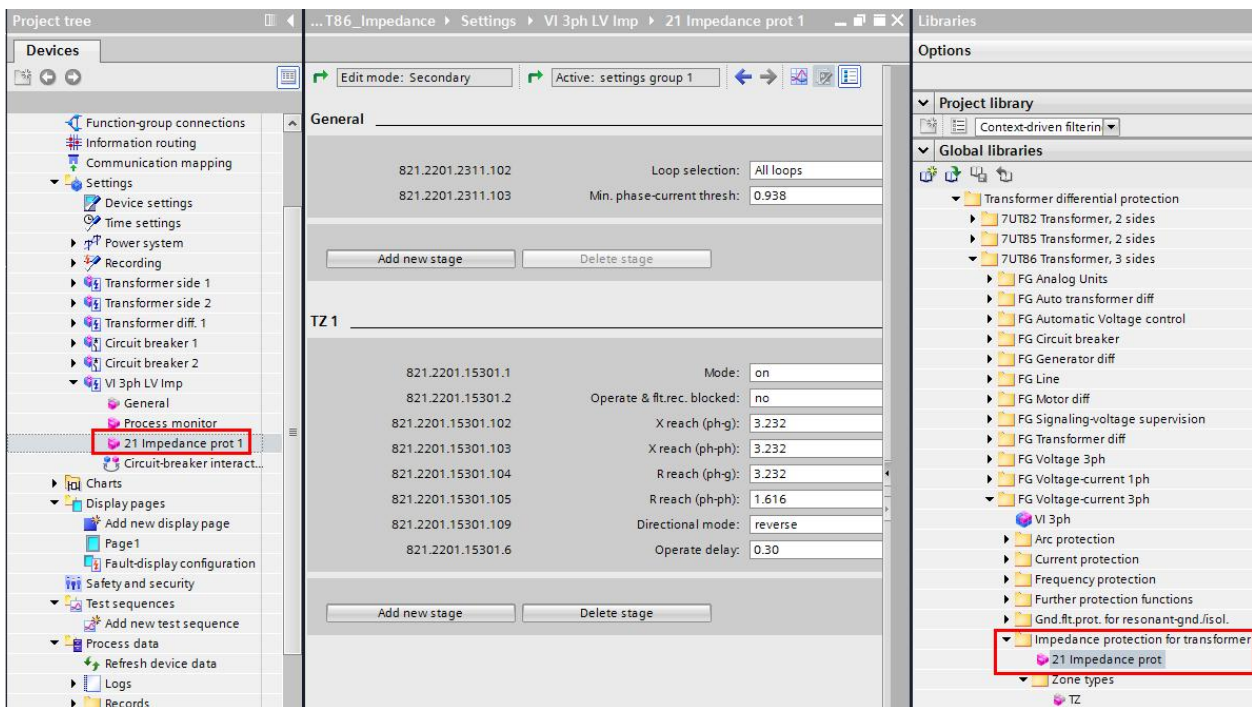 Project tree
Devices
Function-group connections
Information routing
Communication mapping
Settings
Device settings
Time settings
Power system
Recording
Transformer side 1
Transformer side 2
Transformer diff. 1
Circuit breaker 1
Circuit breaker 2
VI 3ph LV Imp
General
Process monitor
21 Impedance prot 1
Circuit-breaker interact...
Charts
Display pages
Add new display page
Page1
Fault-display configuration
Safety and security
Test sequences
Add new test sequence
Process data
Refresh device data
Logs
Records
...T86_Impedance Settings VI 3ph LV Imp 21 Impedance prot 1
Edit mode: Secondary Active: settings group 1
General
821.2201.2311.102 Loop selection: All loops
821.2201.2311.103 Min. phase-current thresh: 0.938
Add new stage Delete stage
TZ 1
821.2201.15301.1 Mode: on
821.2201.15301.2 Operate & flt.rec. blocked: no
821.2201.15301.102 X reach (ph-g): 3.232
821.2201.15301.103 X reach (ph-ph): 3.232
821.2201.15301.104 R reach (ph-g): 3.232
821.2201.15301.105 R reach (ph-ph): 1.616
821.2201.15301.109 Directional mode: reverse
821.2201.15301.6 Operate delay: 0.30
Add new stage Delete stage
Libraries
Options
Project library
Context-driven filterin
Global libraries
Transformer differential protection
7UT82 Transformer, 2 sides
7UT85 Transformer, 2 sides
7UT86 Transformer, 3 sides
FG Analog Units
FG Auto transformer diff
FG Automatic Voltage control
FG Circuit breaker
FG Generator diff
FG Line
FG Motor diff
FG Signaling-voltage supervision
FG Transformer diff
FG Voltage 3ph
FG Voltage-current 1ph
FG Voltage-current 3ph
VI 3ph
Arc protection
Current protection
Frequency protection
Further protection functions
Gnd.flt.prot. for resonant-gnd./isol.
Impedance protection for transformer
21 Impedance prot
Zone types
TZ